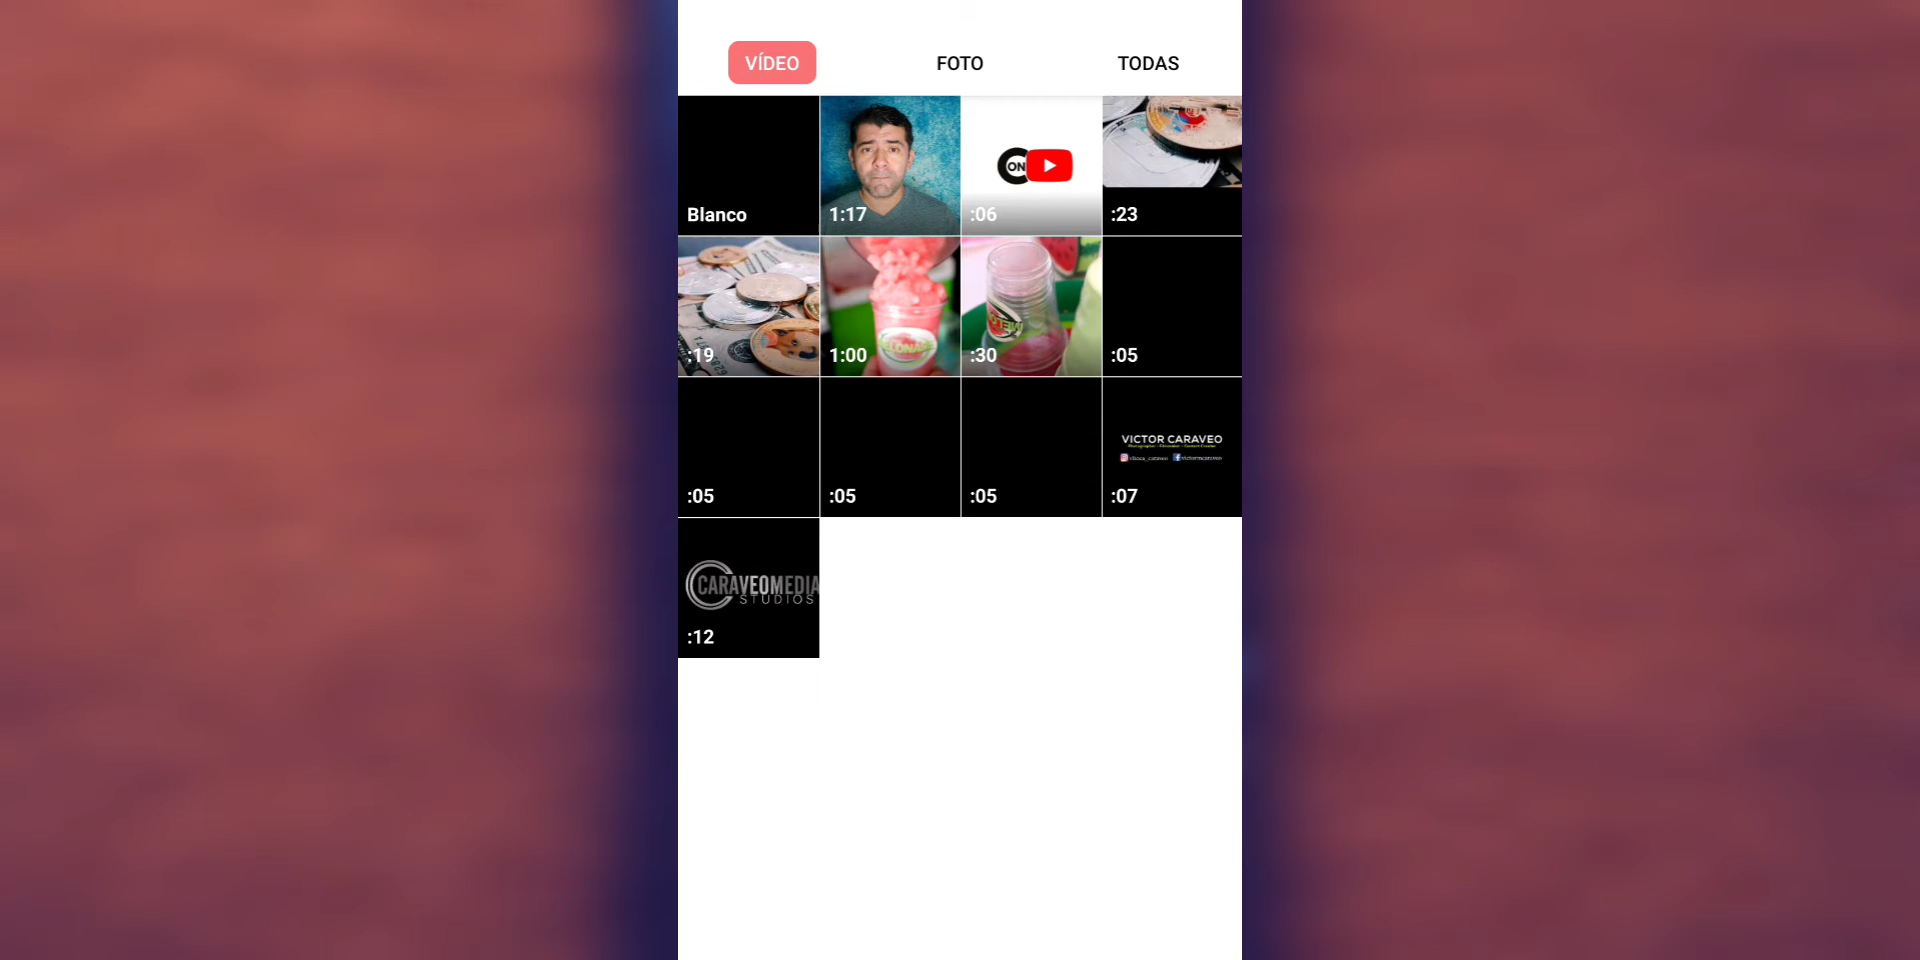 VÍDEO FOTO TODAS
Blanco 1:17 :06 :23
ON
:19 1:00 :30 :05
:05 :05 :05 :07
VICTOR CARAVEO
CARAVEOMEDIA
STUDIOS
:12